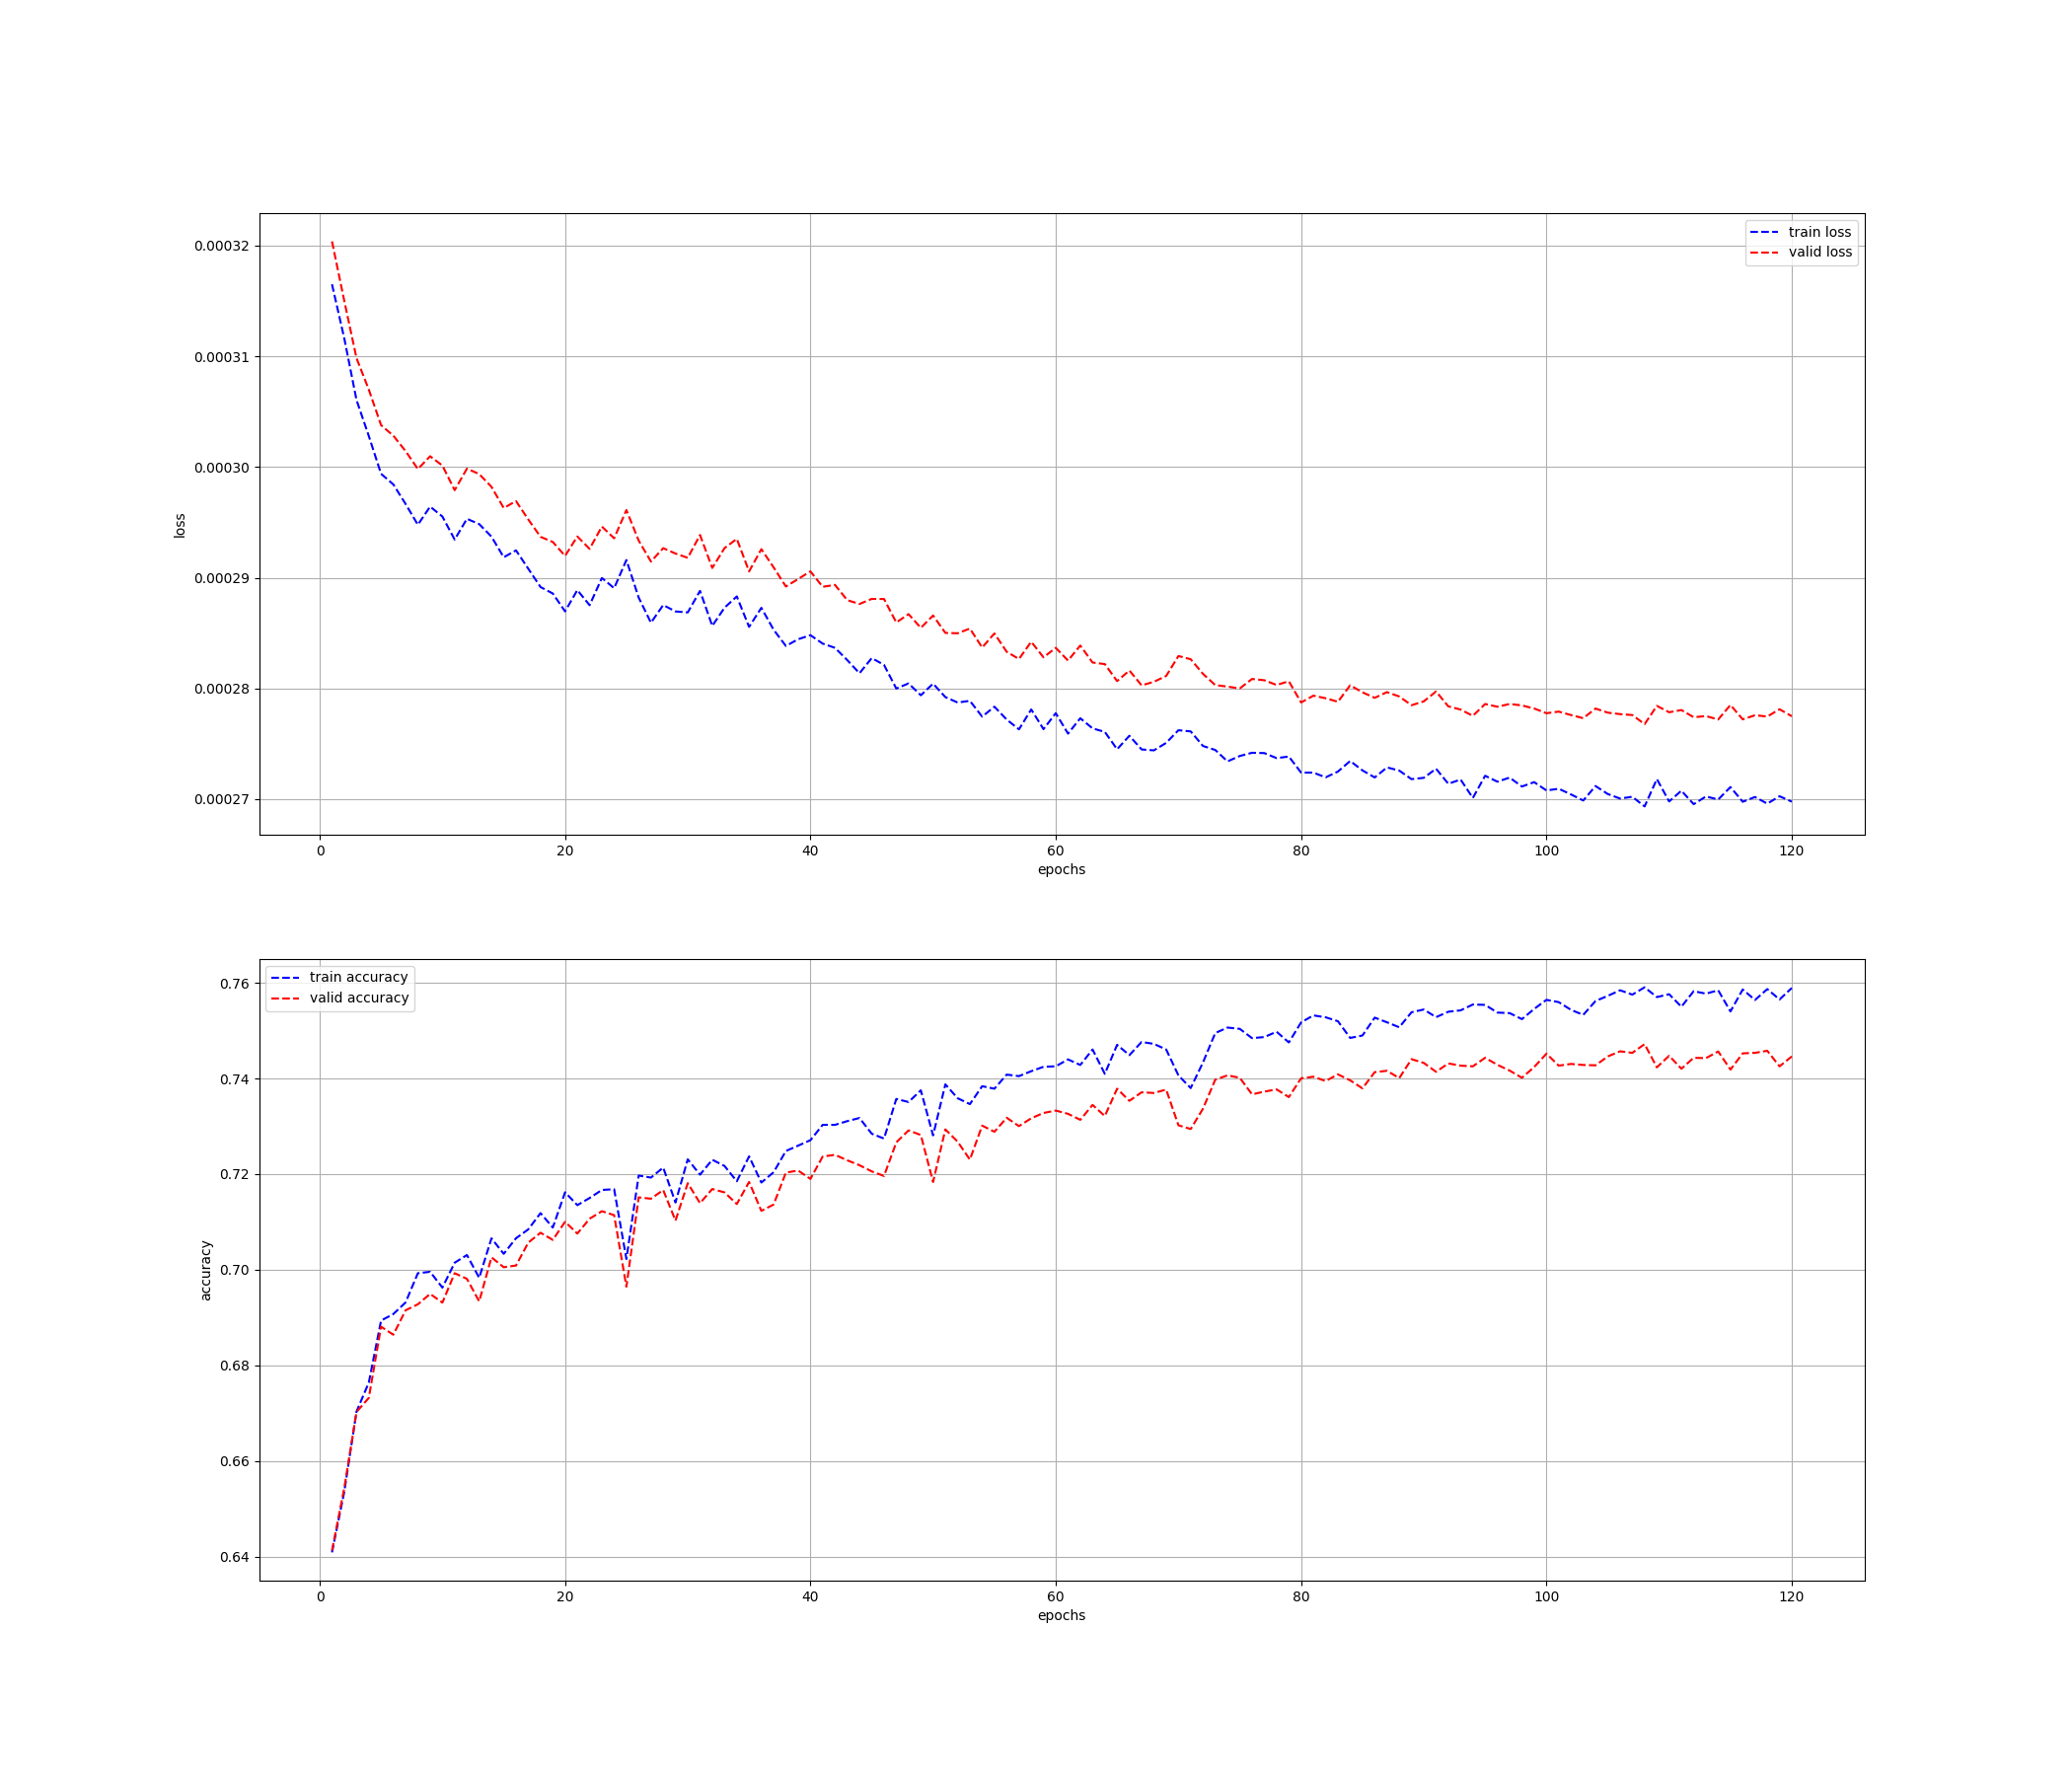 train loss
valid loss
0.00032
0.00031
0.00030
0.00029
0.00028
0.00027
loss
0 20 40 60 80 100 120
epochs
train accuracy
valid accuracy
0.76
0.74
0.72
0.70
0.68
0.66
0.64
accuracy
0 20 40 60 80 100 120
epochs